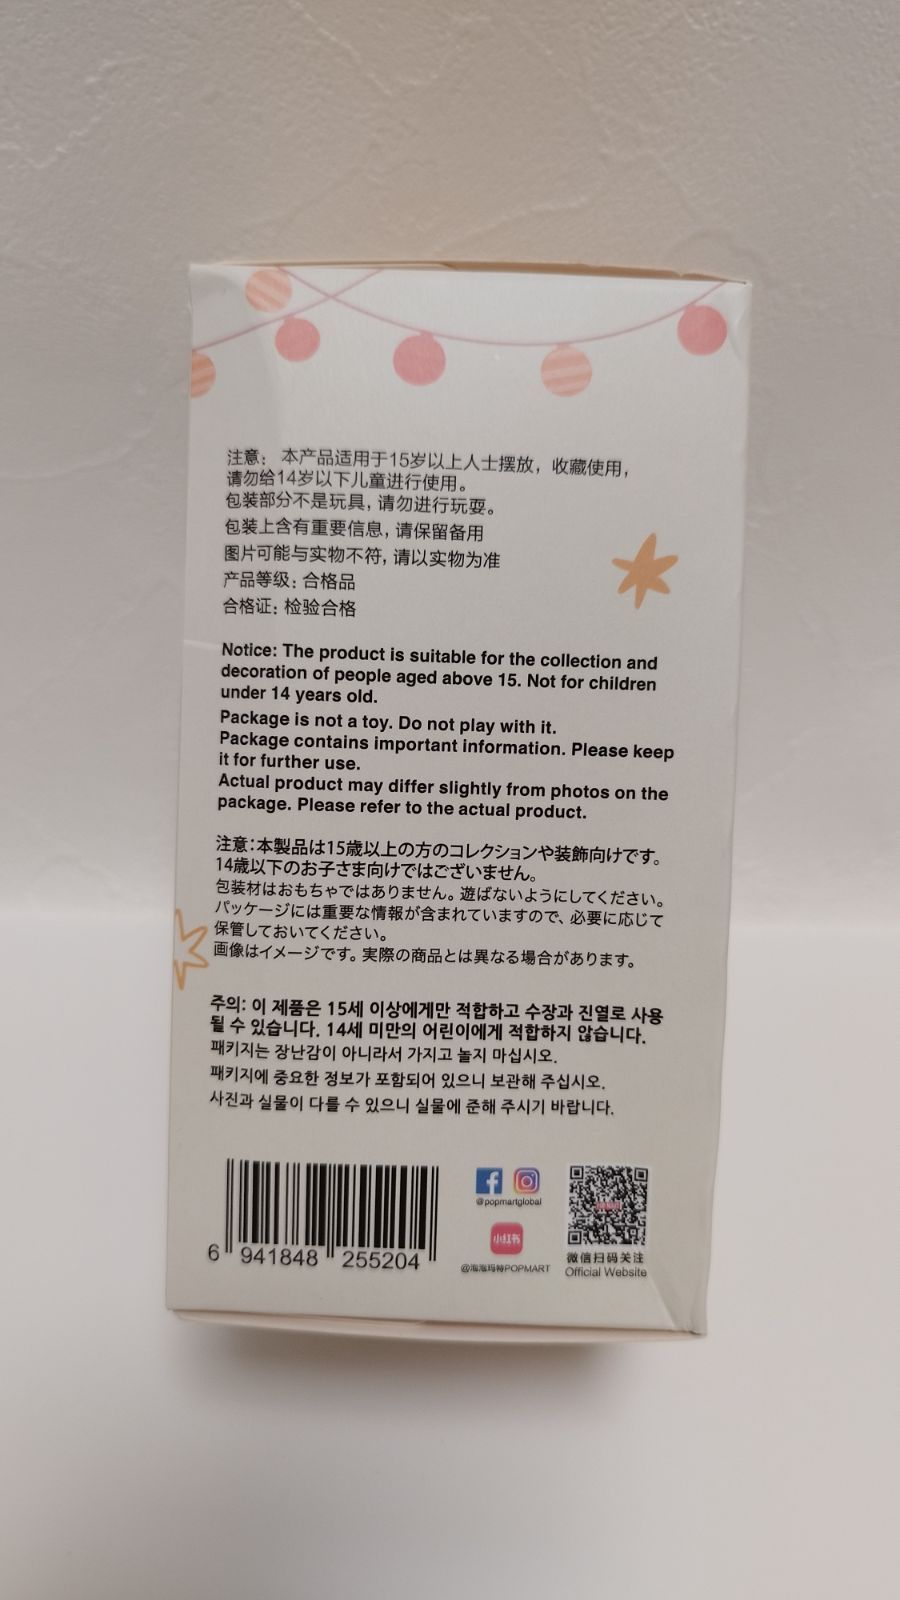 注意： 本产品适用于15岁以上人士摆放，收藏使用，
请勿给14岁以下儿童进行使用。
包装部分不是玩具，请勿进行玩耍。
包装上含有重要信息，请保留备用
图片可能与实物不符，请以实物为准
产品等级：合格品
合格证：检验合格
Notice: The product is suitable for the collection and
decoration of people aged above 15. Not for children
under 14 years old.
Package is not a toy. Do not play with it.
Package contains important information. Please keep
it for further use.
Actual product may differ slightly from photos on the
package. Please refer to the actual product.
注意：本製品は15歳以上の方のコレクションや装飾向けです。
14歳以下のお子さま向けではございません。
包装材はおもちゃではありません。遊ばないようにしてください。
パッケージには重要な情報が含まれていますので、必要に応じて
保管しておいてください。
画像はイメージです。実際の商品とは異なる場合があります。
주의: 이 제품은 15세 이상에게만 적합하고 수장과 진열로 사용
될 수 있습니다. 14세 미만의 어린이에게 적합하지 않습니다.
패키지는 장난감이 아니라서 가지고 놀지 마십시오.
패키지에 중요한 정보가 포함되어 있으니 보관해 주십시오.
사진과 실물이 다를 수 있으니 실물에 준해 주시기 바랍니다.
6 941848 255204
@popmartglobal
小红书
@泡泡玛特POPMART
微信扫码关注
Official Website